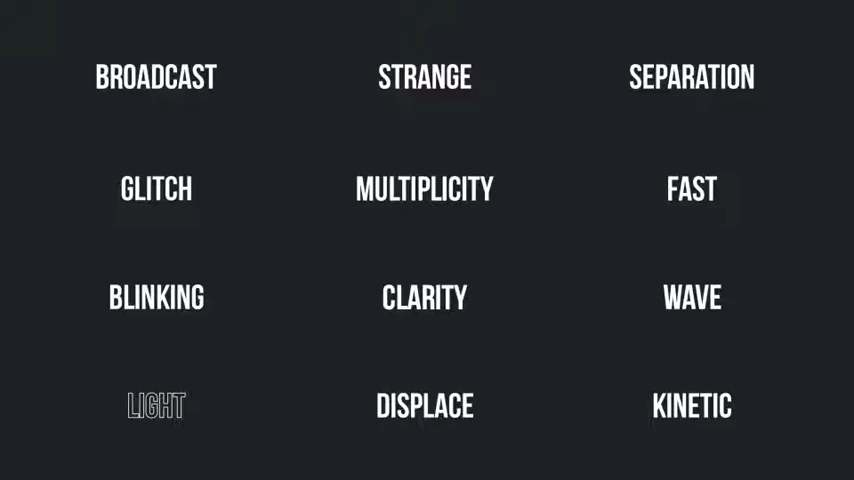 BROADCAST STRANGE SEPARATION
GLITCH MULTIPLICITY FAST
BLINKING CLARITY WAVE
LIGHT DISPLACE KINETIC